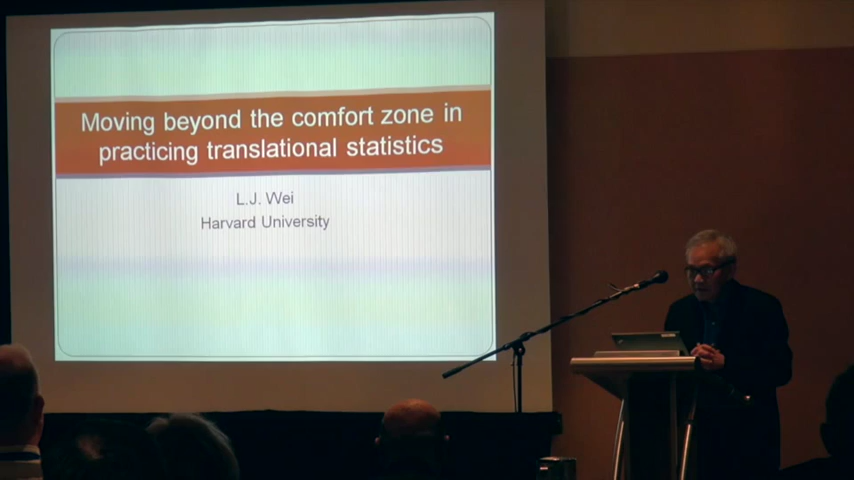 Moving beyond the comfort zone in
practicing translational statistics
L.J. Wei
Harvard University